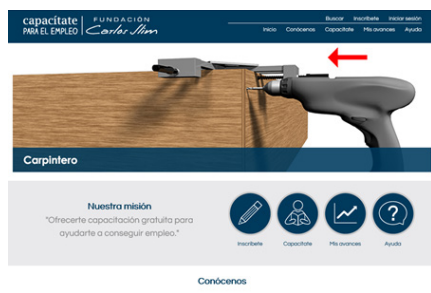 capacítate
PARA EL EMPLEO
FUNDACIÓN
Carlos Slim
Buscar Inscríbete Iniciar sesión
Inicio Conócenos Capacítate Mis avances Ayuda
Carpintero
Nuestra misión
"Ofrecerte capacitación gratuita para
ayudarte a conseguir empleo."
Inscríbete Capacítate Mis avances Ayuda
Conócenos